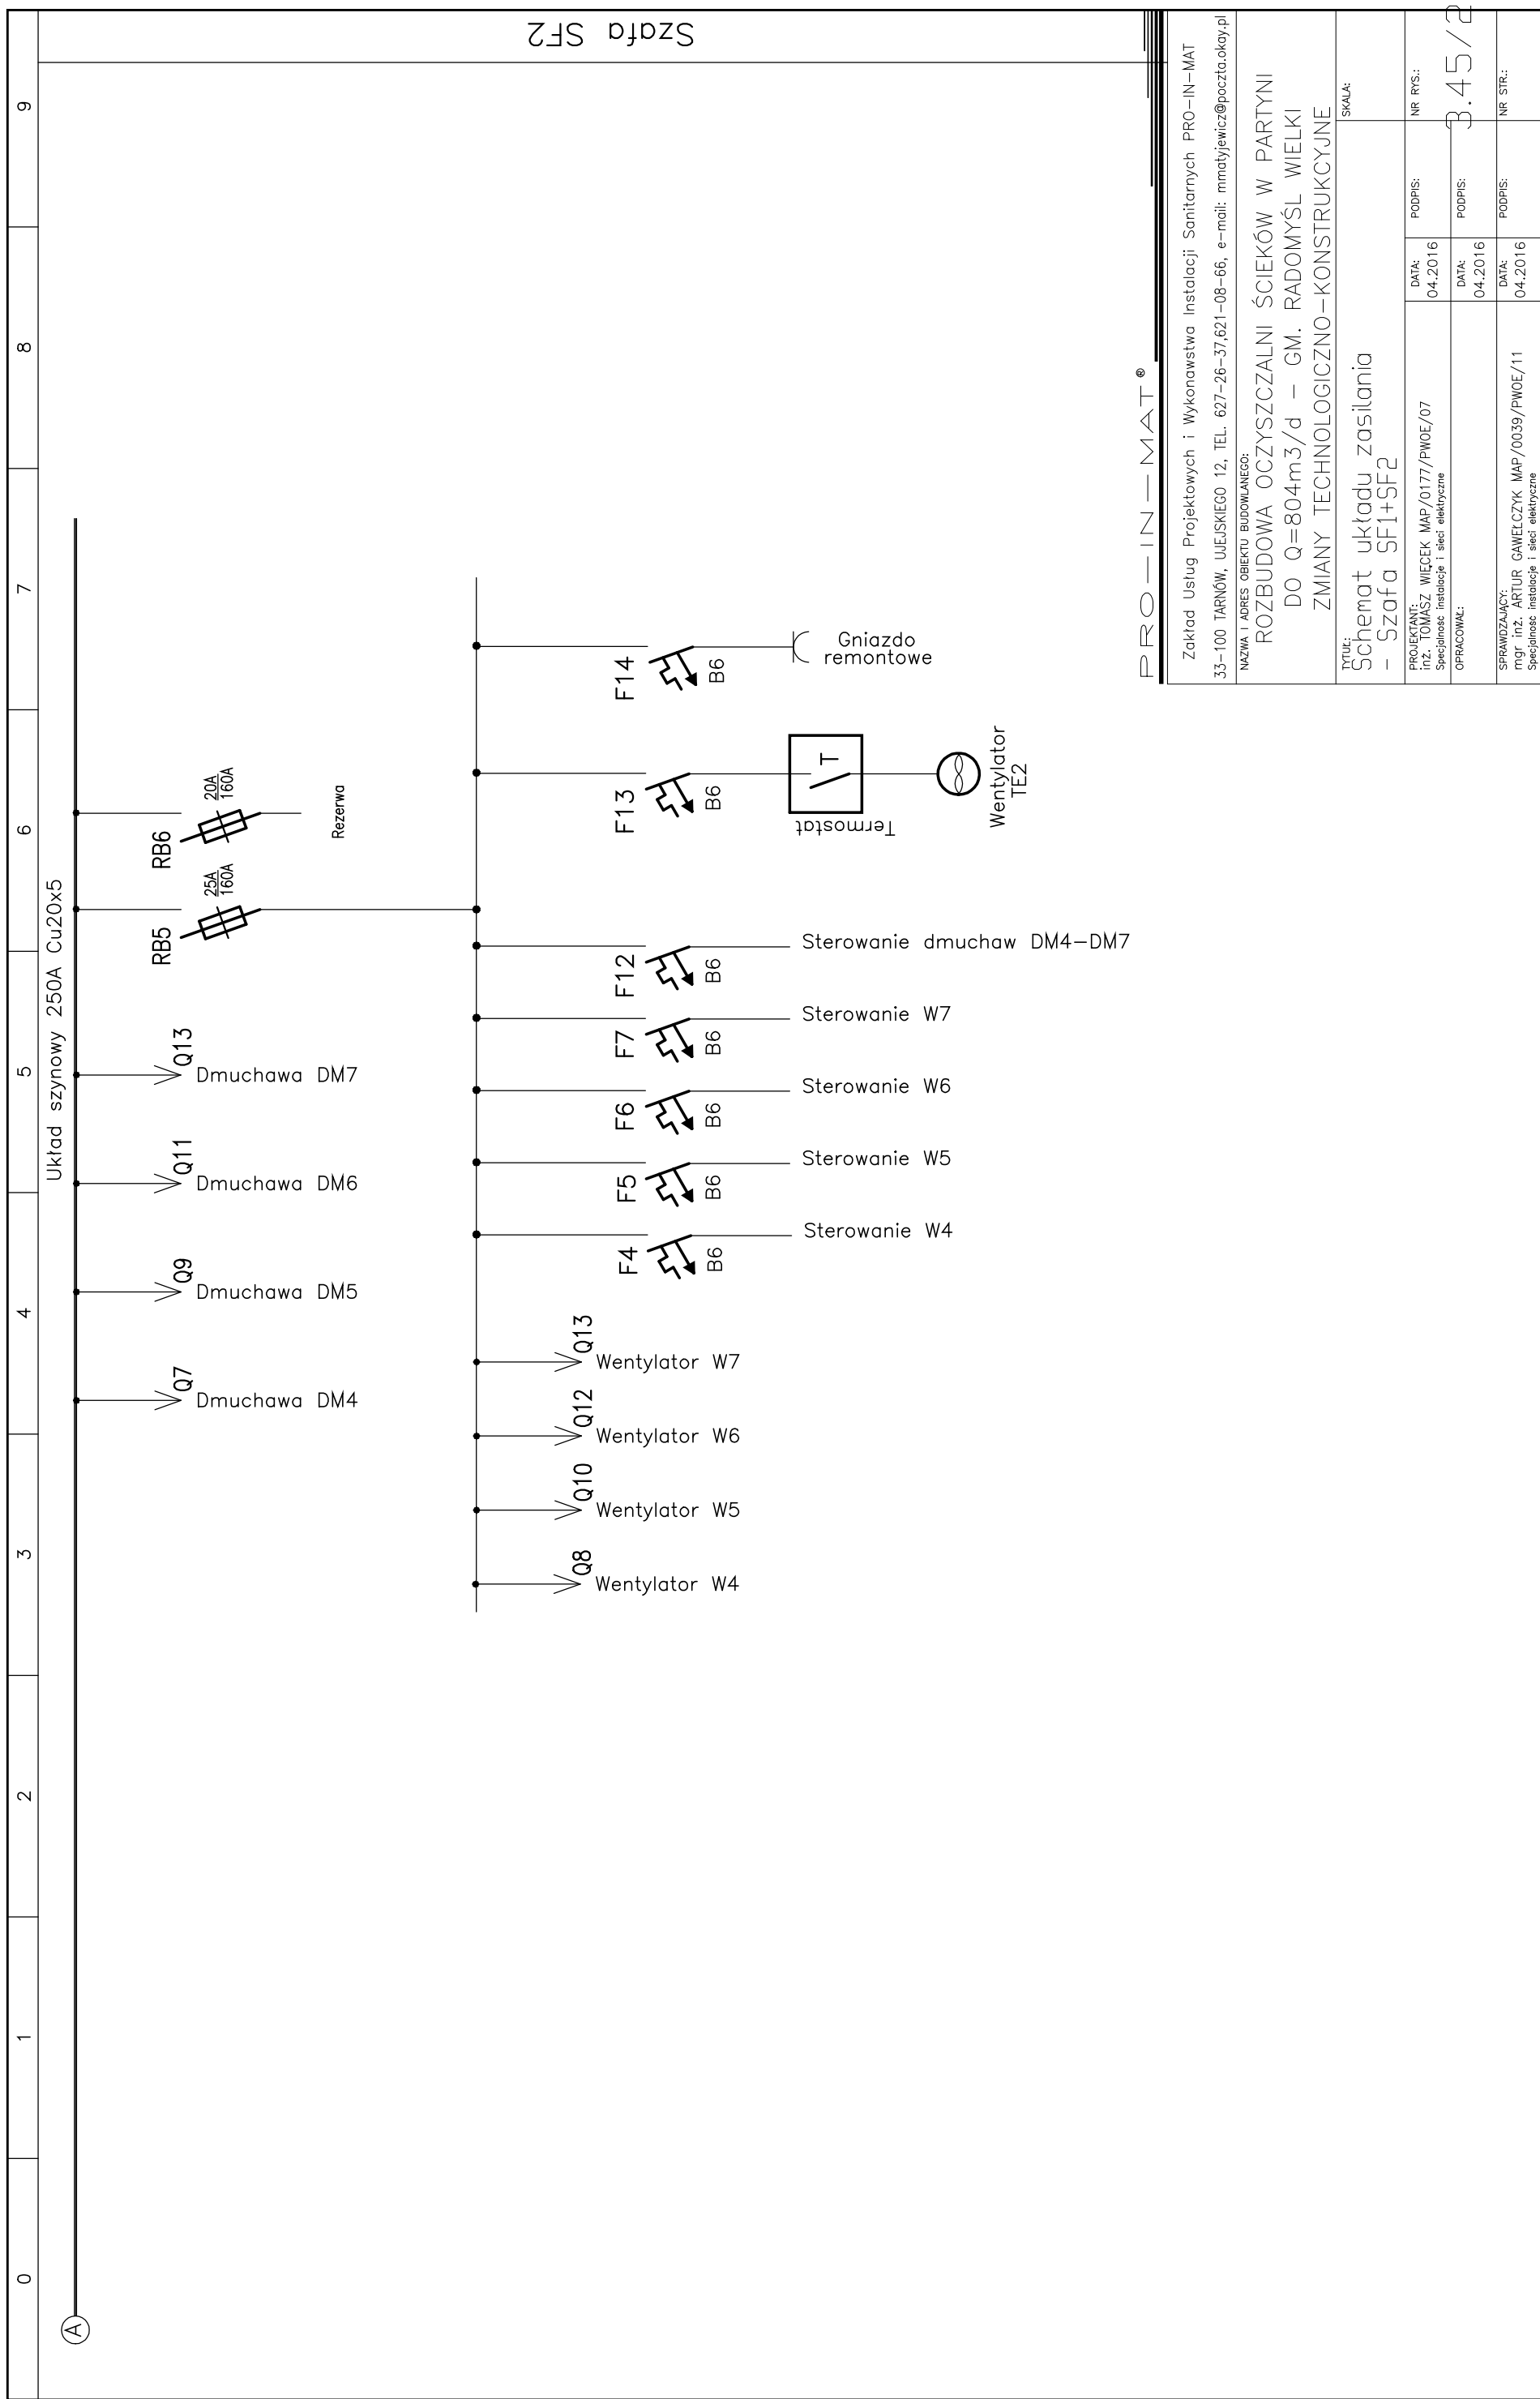 0 1 2 3 4 5 6 7 8 9
Szafa SF2
A
Układ szynowy 250A Cu20x5
Q7
Dmuchawa DM4
Q9
Dmuchawa DM5
Q11
Dmuchawa DM6
Q13
Dmuchawa DM7
RB5
25A
160A
RB6
20A
160A
Rezerwa
Q8
Wentylator W4
Q10
Wentylator W5
Q12
Wentylator W6
Q13
Wentylator W7
F4
B6
Sterowanie W4
F5
B6
Sterowanie W5
F6
B6
Sterowanie W6
F7
B6
Sterowanie W7
F12
B6
Sterowanie dmuchaw DM4-DM7
F13
B6
T
Termostat
Wentylator
TE2
F14
B6
Gniazdo
remontowe
PRO-IN-MAT®
Zakład Usług Projektowych i Wykonawstwa Instalacji Sanitarnych PRO-IN-MAT
33-100 TARNÓW, UJEJSKIEGO 12, TEL. 627-26-37,621-08-66, e-mail: mmatyjewicz@poczta.okay.pl
NAZWA I ADRES OBIEKTU BUDOWLANEGO:
ROZBUDOWA OCZYSZCZALNI ŚCIEKÓW W PARTYNI
DO Q=804m3/d - GM. RADOMYŚL WIELKI
ZMIANY TECHNOLOGICZNO-KONSTRUKCYJNE
TYTUŁ:
Schemat układu zasilania
- Szafa SF1+SF2
SKALA:
PROJEKTANT:
inż. TOMASZ WIĘCEK MAP/0177/PWOE/07
Specjalność instalacje i sieci elektryczne
DATA:
04.2016
PODPIS:
NR RYS.:
3.45/2
OPRACOWAŁ:
DATA:
04.2016
PODPIS:
SPRAWDZAJĄCY:
mgr inż. ARTUR GAWEŁCZYK MAP/0039/PWOE/11
Specjalność instalacje i sieci elektryczne
DATA:
04.2016
PODPIS:
NR STR.: